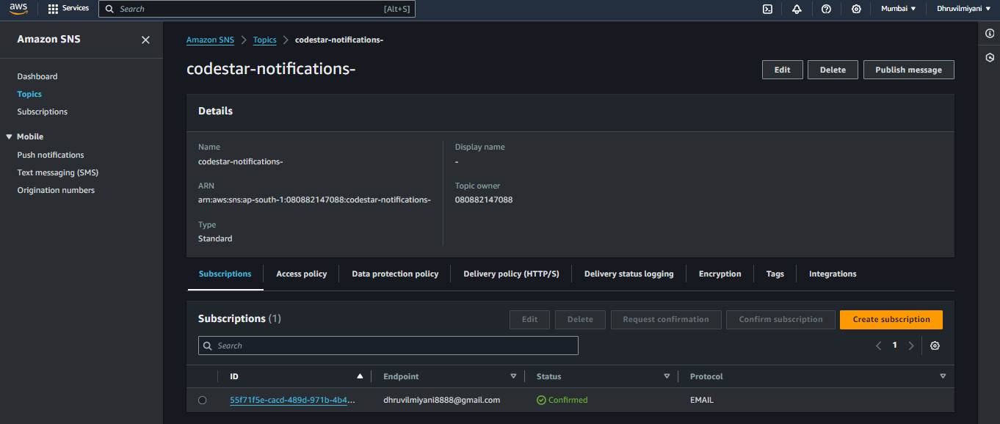 aws Services Search [Alt+S] Mumbai Dhruvilmiyani
Amazon SNS
Dashboard
Topics
Subscriptions
Mobile
Push notifications
Text messaging (SMS)
Origination numbers
Amazon SNS > Topics > codestar-notifications-
codestar-notifications-
Edit Delete Publish message
Details
Name
codestar-notifications-
ARN
arn:aws:sns:ap-south-1:080882147088:codestar-notifications-
Type
Standard
Display name
-
Topic owner
080882147088
Subscriptions Access policy Data protection policy Delivery policy (HTTP/S) Delivery status logging Encryption Tags Integrations
Subscriptions (1)
Edit Delete Request confirmation Confirm subscription Create subscription
Search
1
ID Endpoint Status Protocol
55f71f5e-cacd-489d-971b-4b4... dhruvilmiyani8888@gmail.com Confirmed EMAIL